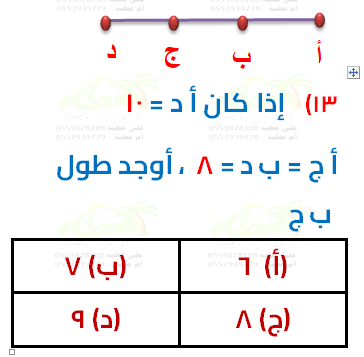 أ ب ج د
١٣) إذا كان أ د = ١٠
أ ج = ب د = ٨ ، أوجد طول
ب ج
(أ) ٦ (ب) ٧
(ج) ٨ (د) ٩